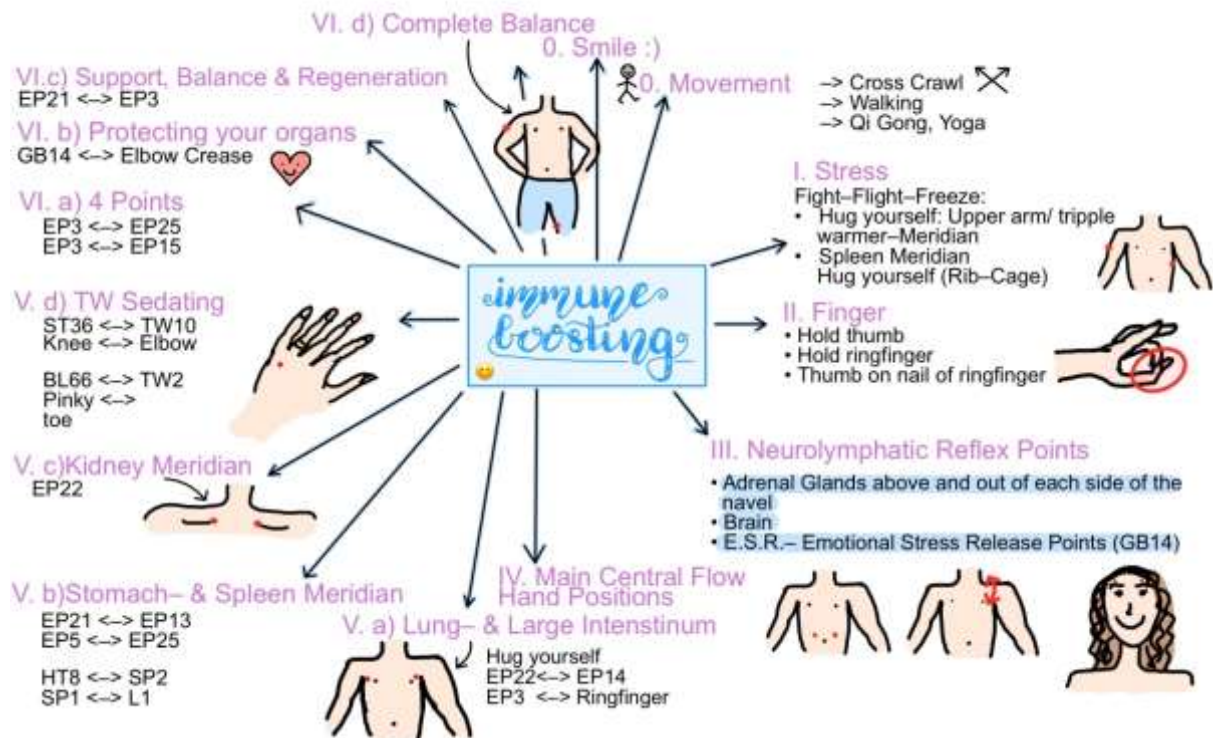 VI. d) Complete Balance
0. Smile :)
0. Movement
–> Cross Crawl
–> Walking
–> Qi Gong, Yoga
I. Stress
Fight–Flight–Freeze:
• Hug yourself: Upper arm/ tripple
warmer–Meridian
• Spleen Meridian
Hug yourself (Rib–Cage)
II. Finger
• Hold thumb
• Hold ringfinger
• Thumb on nail of ringfinger
III. Neurolymphatic Reflex Points
• Adrenal Glands above and out of each side of the
navel
• Brain
• E.S.R.– Emotional Stress Release Points (GB14)
IV. Main Central Flow
Hand Positions
V. a) Lung– & Large Intenstinum
Hug yourself
EP22<–> EP14
EP3 <–> Ringfinger
V. b)Stomach– & Spleen Meridian
EP21 <–> EP13
EP5 <–> EP25
HT8 <–> SP2
SP1 <–> L1
V. c)Kidney Meridian
EP22
V. d) TW Sedating
ST36 <–> TW10
Knee <–> Elbow
BL66 <–> TW2
Pinky <–>
toe
VI. a) 4 Points
EP3 <–> EP25
EP3 <–> EP15
VI. b) Protecting your organs
GB14 <–> Elbow Crease
VI.c) Support, Balance & Regeneration
EP21 <–> EP3
immune
boosting